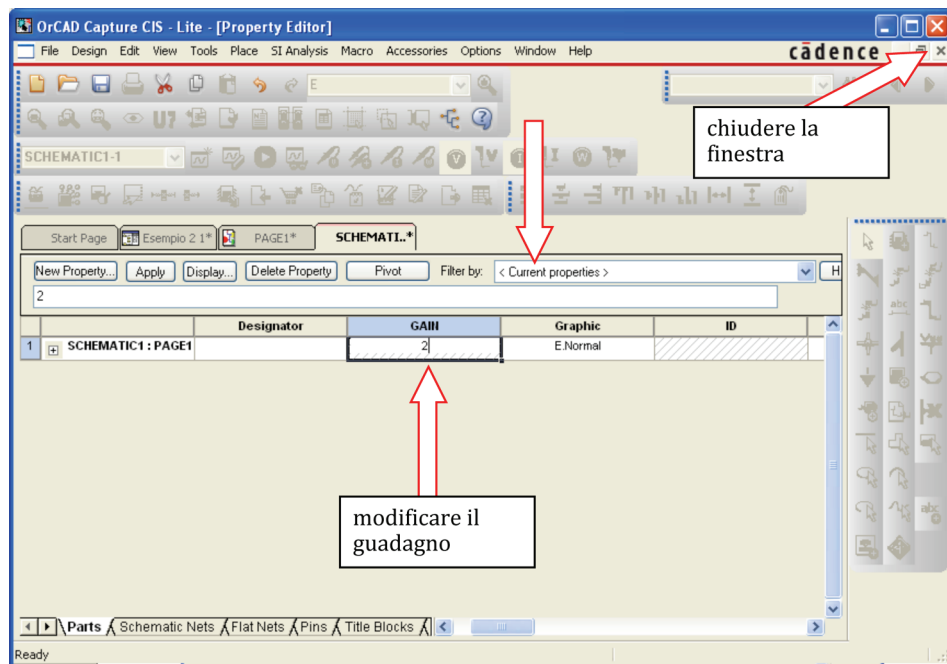 OrCAD Capture CIS - Lite - [Property Editor]
File Design Edit View Tools Place SI Analysis Macro Accessories Options Window Help
cādence
E
U?
chiudere la
finestra
SCHEMATIC1-1
V
V
I
W
Start Page
Esempio 2 1*
PAGE1*
SCHEMATI..*
New Property... Apply Display... Delete Property Pivot Filter by: < Current properties > H
2
Designator GAIN Graphic ID
1 SCHEMATIC1 : PAGE1 2 E.Normal
abc
abc
modificare il
guadagno
Parts Schematic Nets Flat Nets Pins Title Blocks
Ready